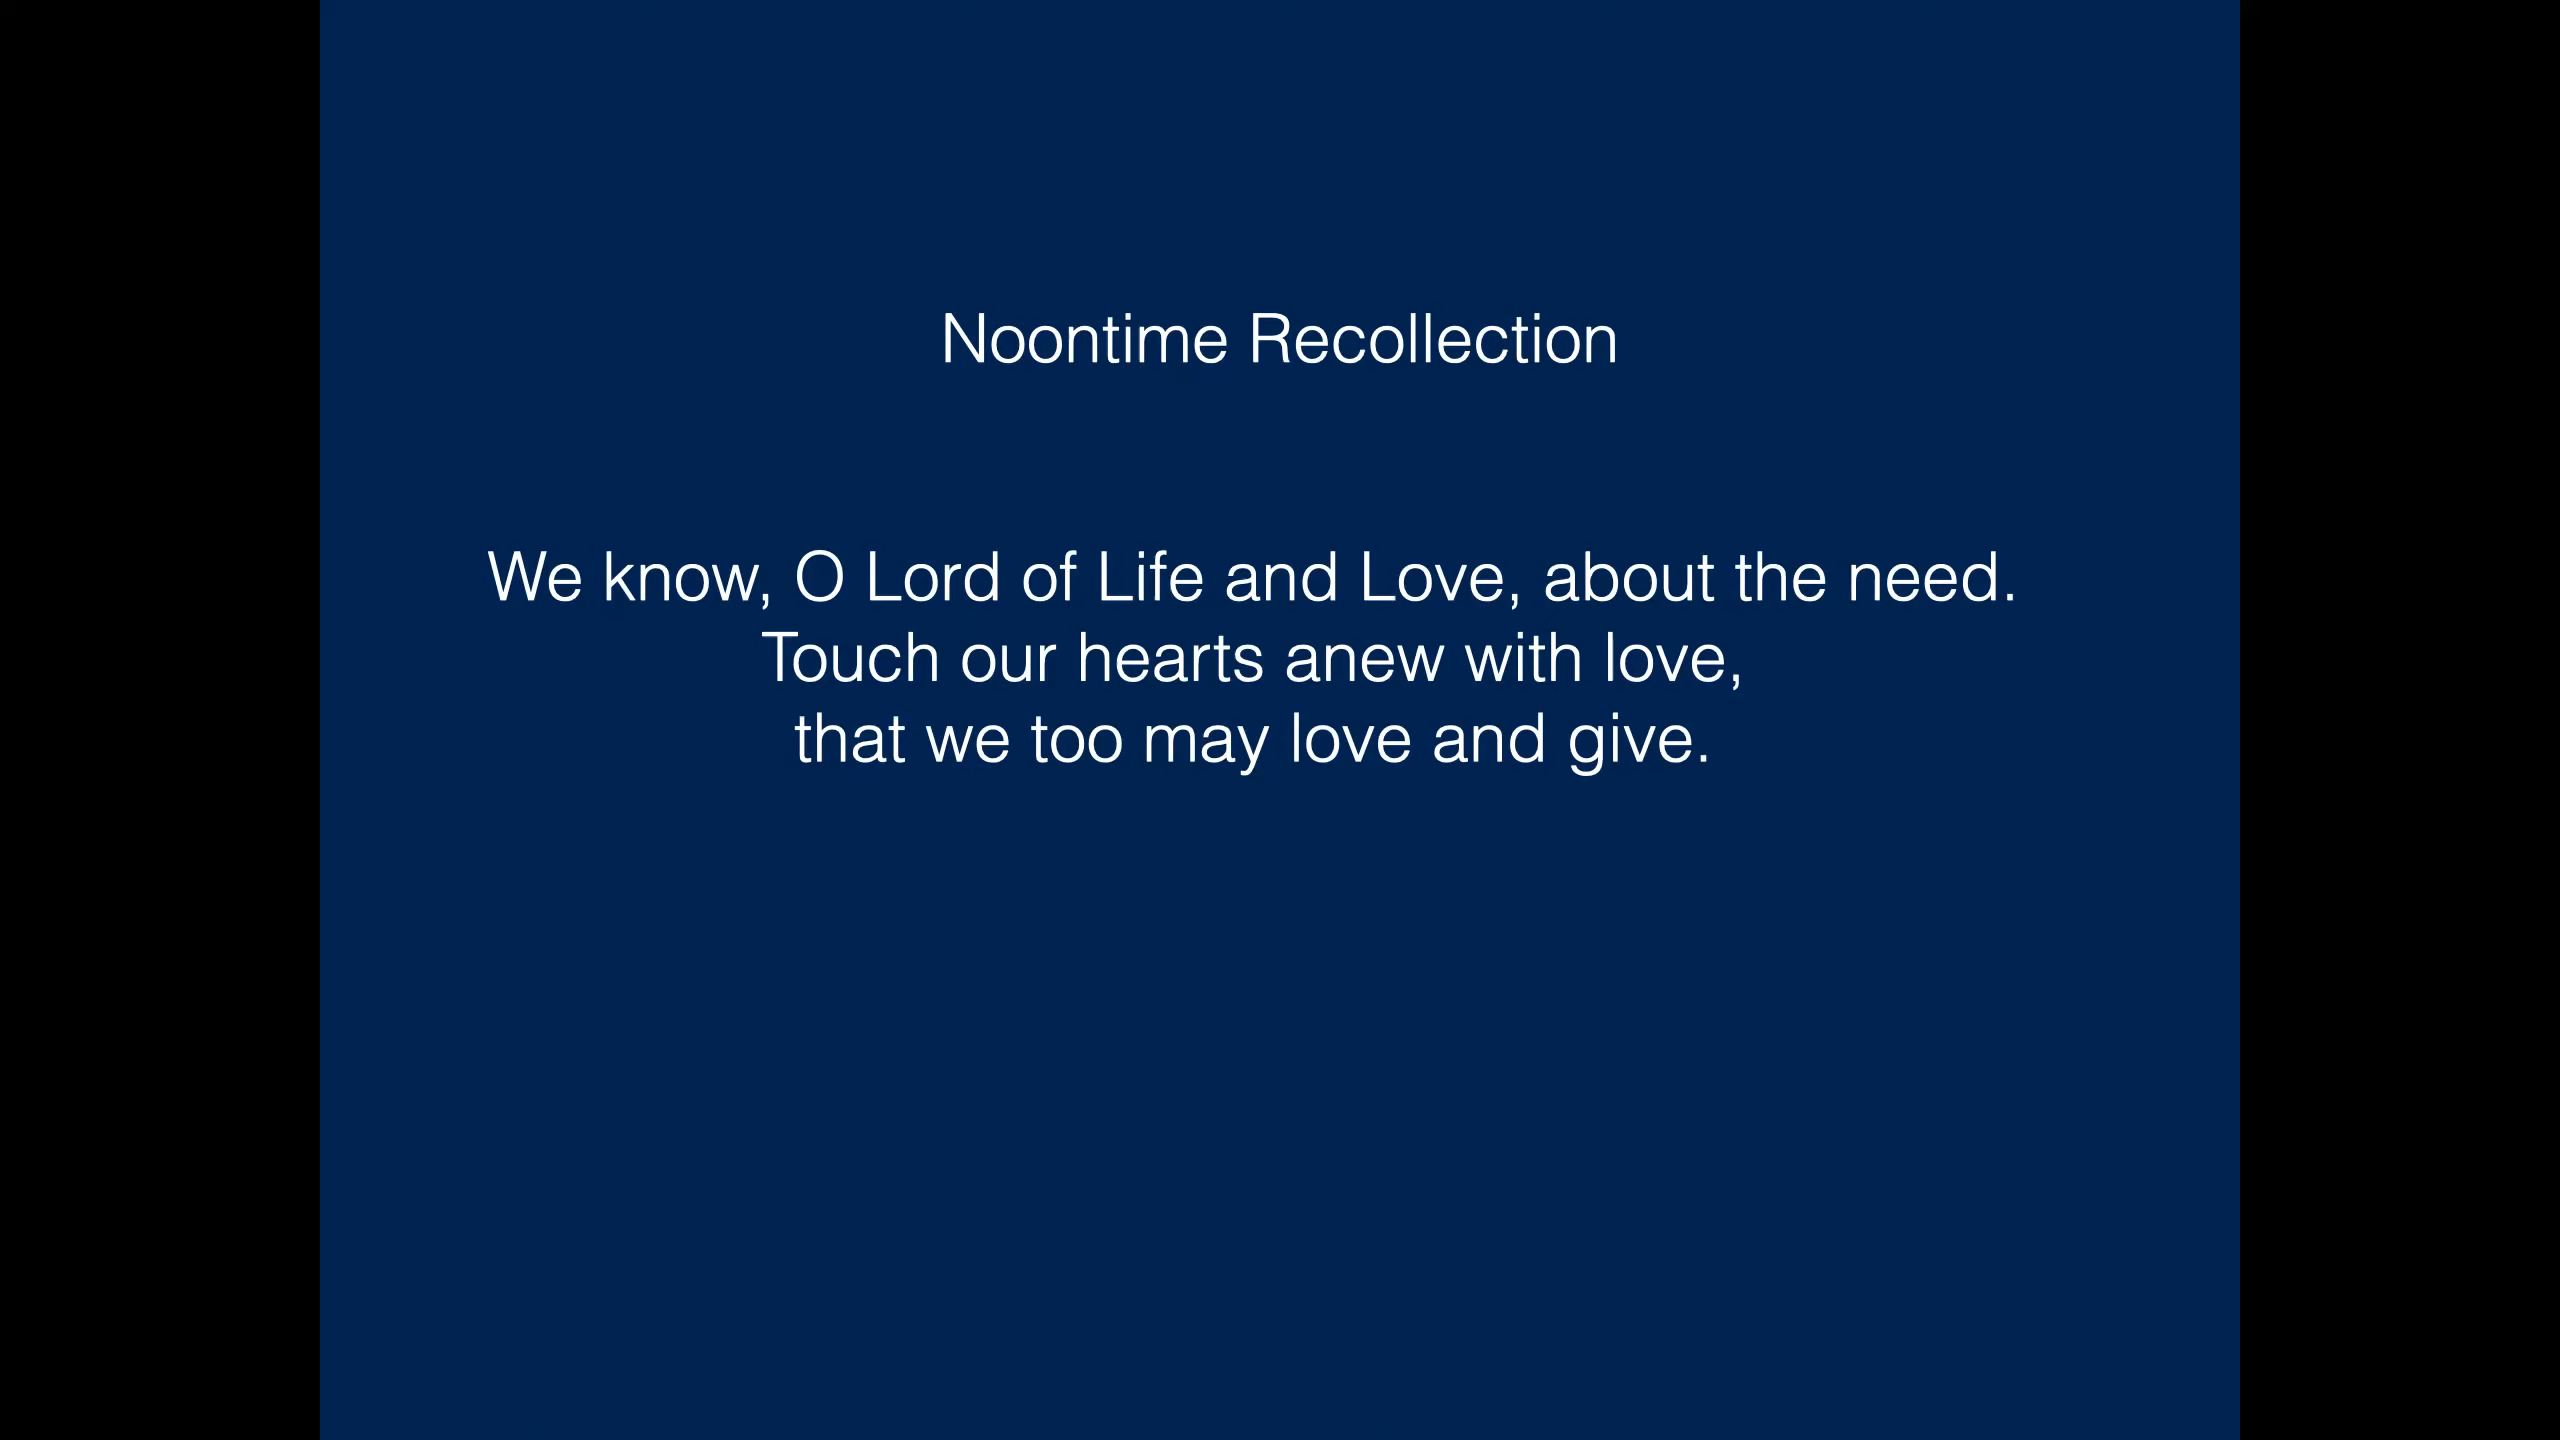 Noontime Recollection
We know, O Lord of Life and Love, about the need.
Touch our hearts anew with love,
that we too may love and give.